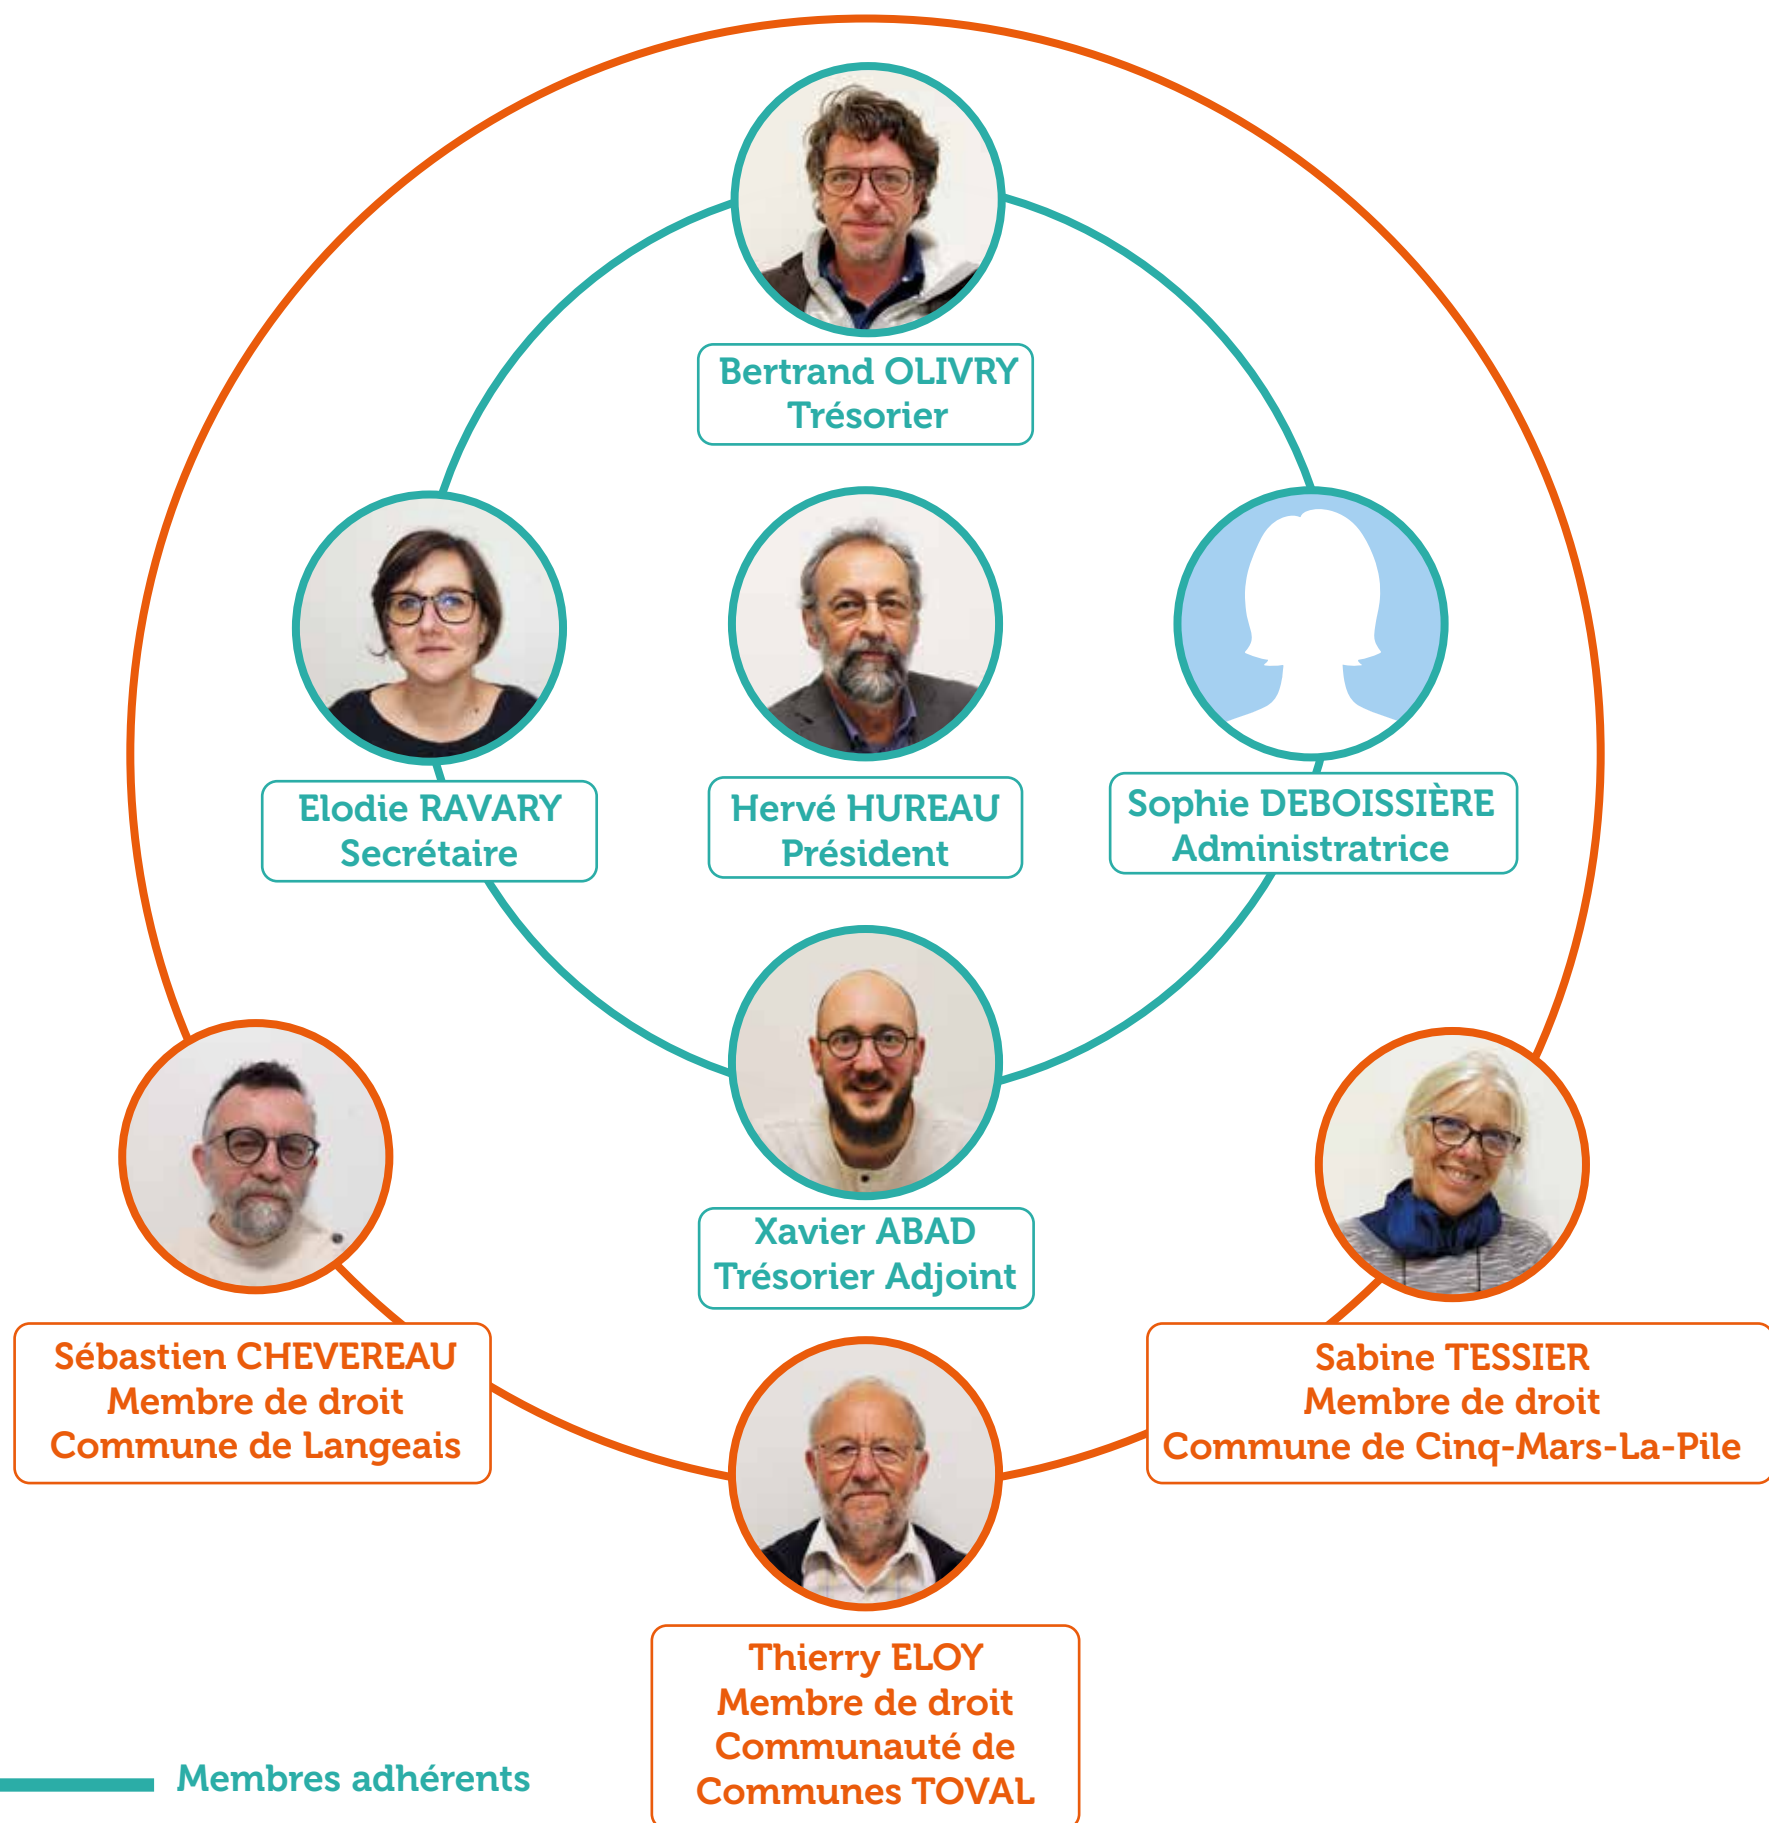 Bertrand OLIVRY
Trésorier
Elodie RAVARY
Secrétaire
Hervé HUREAU
Président
Sophie DEBOISSIÈRE
Administratrice
Xavier ABAD
Trésorier Adjoint
Sébastien CHEVEREAU
Membre de droit
Commune de Langeais
Sabine TESSIER
Membre de droit
Commune de Cinq-Mars-La-Pile
Thierry ELOY
Membre de droit
Communauté de
Communes TOVAL
Membres adhérents